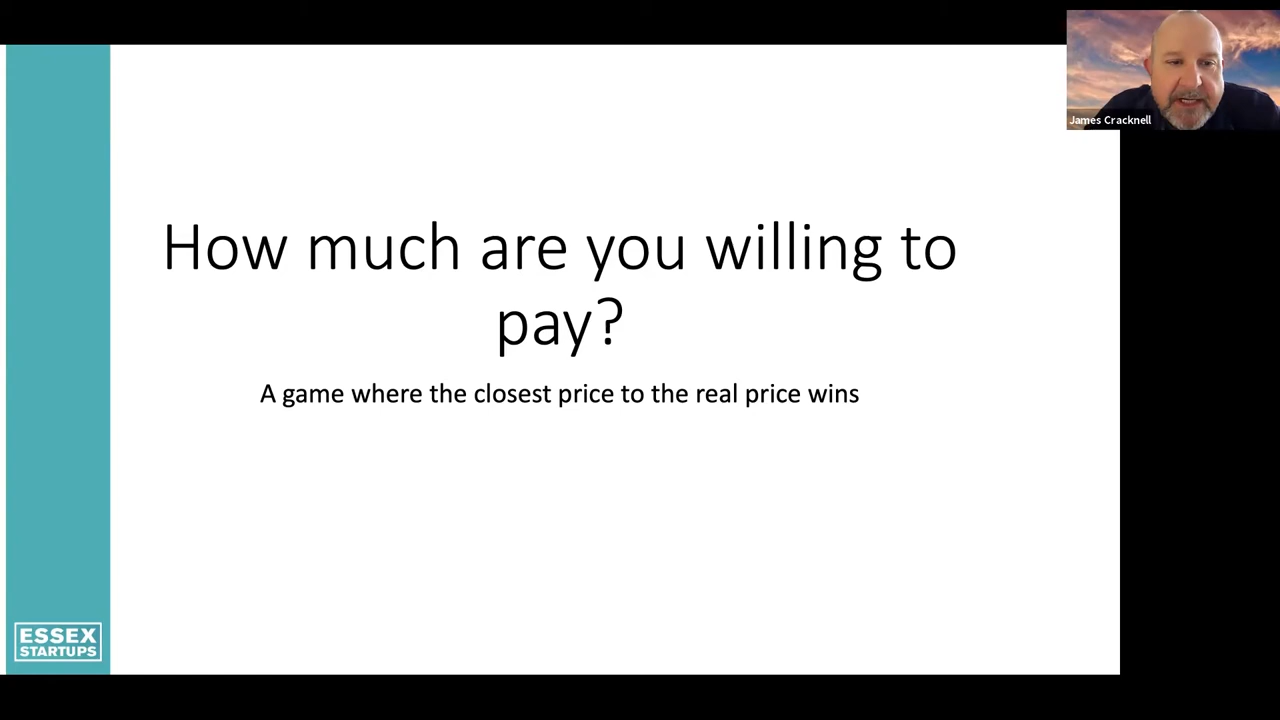 James Cracknell
How much are you willing to
pay?
A game where the closest price to the real price wins
ESSEX
STARTUPS